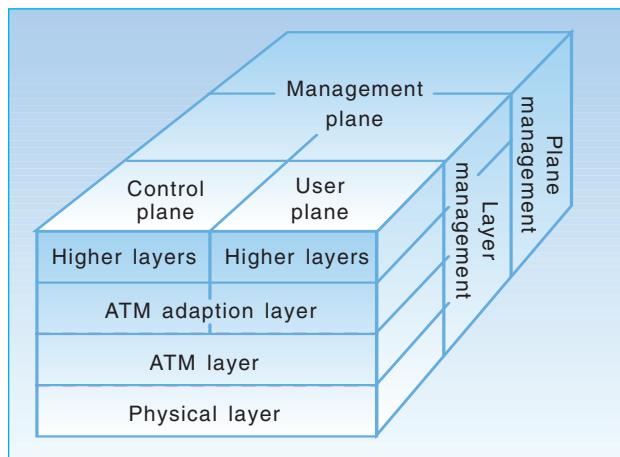 Management
plane
Control
plane
User
plane
Higher layers
Higher layers
ATM adaption layer
ATM layer
Physical layer
Layer
management
Plane
management